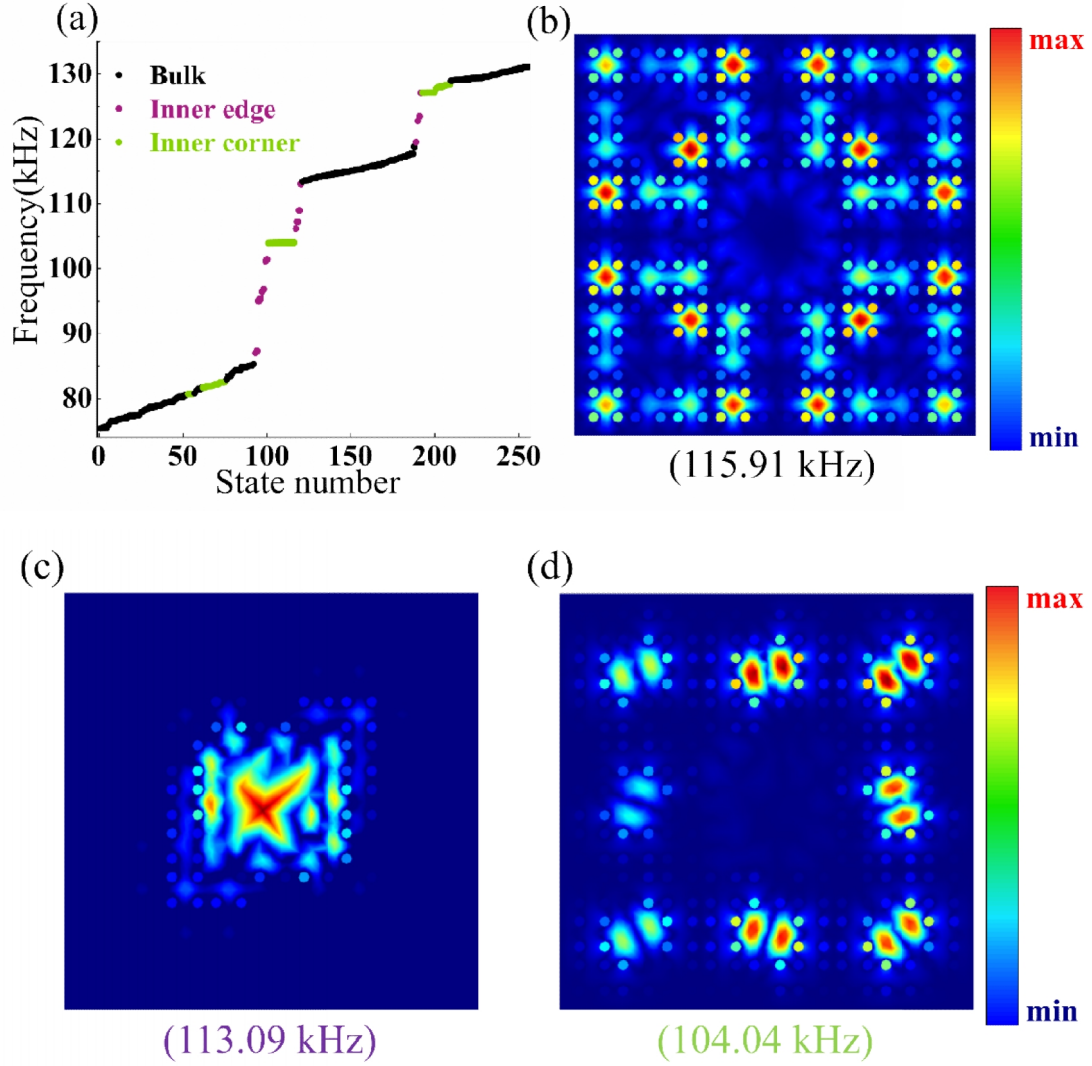 (a)
Frequency(kHz)
130
120
110
100
90
80
Bulk
Inner edge
Inner corner
0 50 100 150 200 250
State number
(b)
max
min
(115.91 kHz)
(c)
(113.09 kHz)
(d)
max
min
(104.04 kHz)